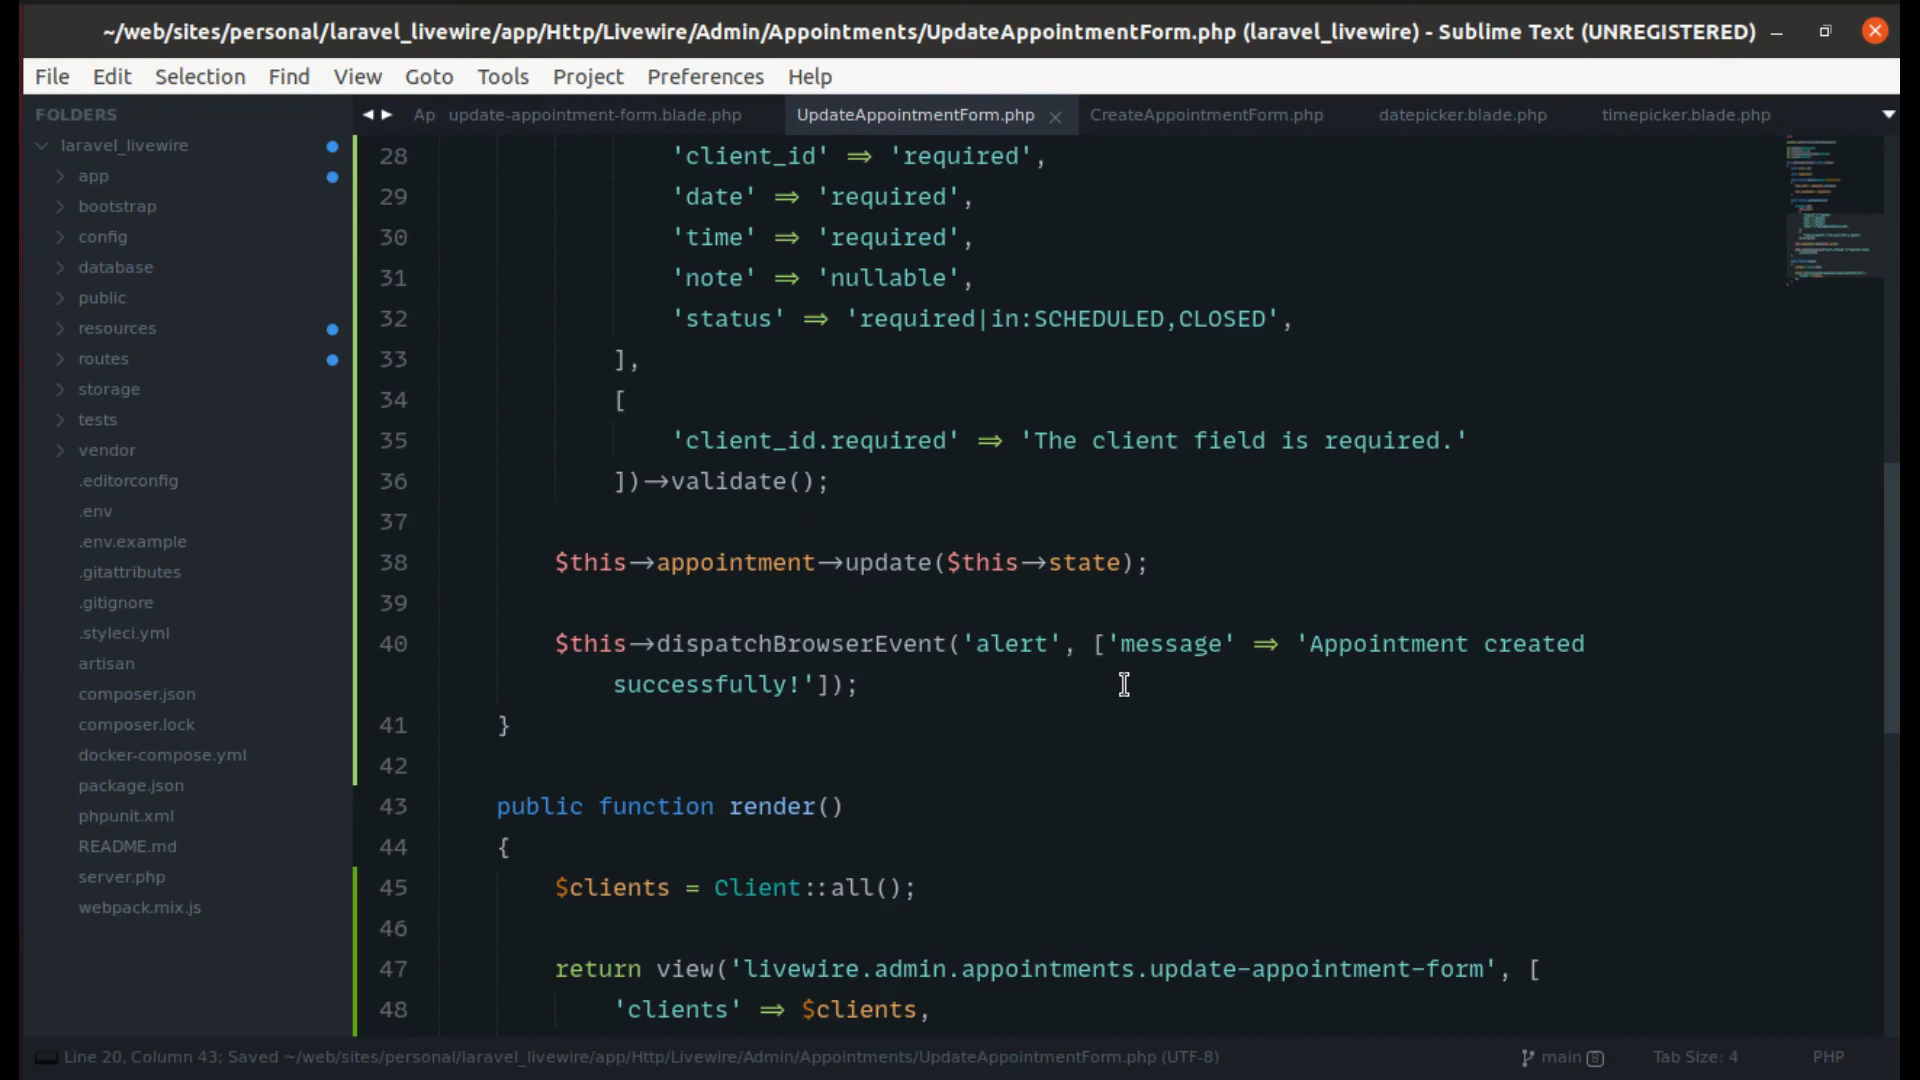 ~/web/sites/personal/laravel_livewire/app/Http/Livewire/Admin/Appointments/UpdateAppointmentForm.php (laravel_livewire) - Sublime Text (UNREGISTERED)
File Edit Selection Find View Goto Tools Project Preferences Help
FOLDERS
laravel_livewire
app
bootstrap
config
database
public
resources
routes
storage
tests
vendor
.editorconfig
.env
.env.example
.gitattributes
.gitignore
.styleci.yml
artisan
composer.json
composer.lock
docker-compose.yml
package.json
phpunit.xml
README.md
server.php
webpack.mix.js
Ap update-appointment-form.blade.php UpdateAppointmentForm.php CreateAppointmentForm.php datepicker.blade.php timepicker.blade.php
28 'client_id' => 'required',
29 'date' => 'required',
30 'time' => 'required',
31 'note' => 'nullable',
32 'status' => 'required|in:SCHEDULED,CLOSED',
33 ],
34 [
35 'client_id.required' => 'The client field is required.'
36 ])->validate();
37
38 $this->appointment->update($this->state);
39
40 $this->dispatchBrowserEvent('alert', ['message' => 'Appointment created
successfully!']);
41 }
42
43 public function render()
44 {
45 $clients = Client::all();
46
47 return view('livewire.admin.appointments.update-appointment-form', [
48 'clients' => $clients,
Line 20, Column 43; Saved ~/web/sites/personal/laravel_livewire/app/Http/Livewire/Admin/Appointments/UpdateAppointmentForm.php (UTF-8) main 8 Tab Size: 4 PHP